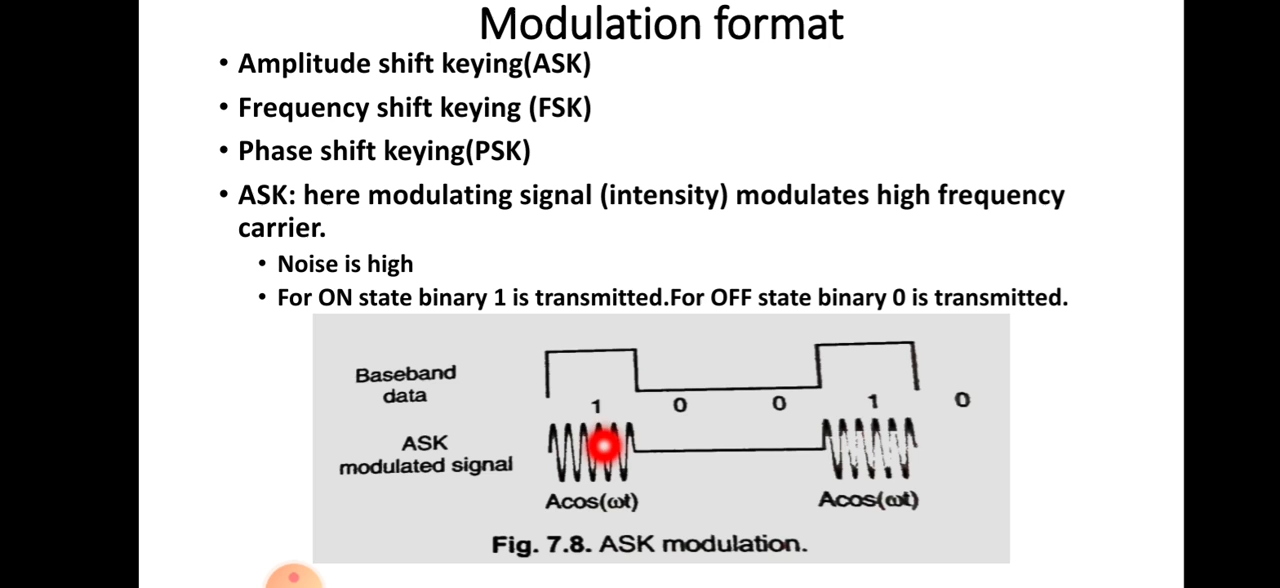 Modulation format
• Amplitude shift keying(ASK)
• Frequency shift keying (FSK)
• Phase shift keying(PSK)
• ASK: here modulating signal (intensity) modulates high frequency
carrier.
• Noise is high
• For ON state binary 1 is transmitted.For OFF state binary 0 is transmitted.
Baseband
data
1 0 0 1 0
ASK
modulated signal
Acos(ωt) Acos(ωt)
Fig. 7.8. ASK modulation.